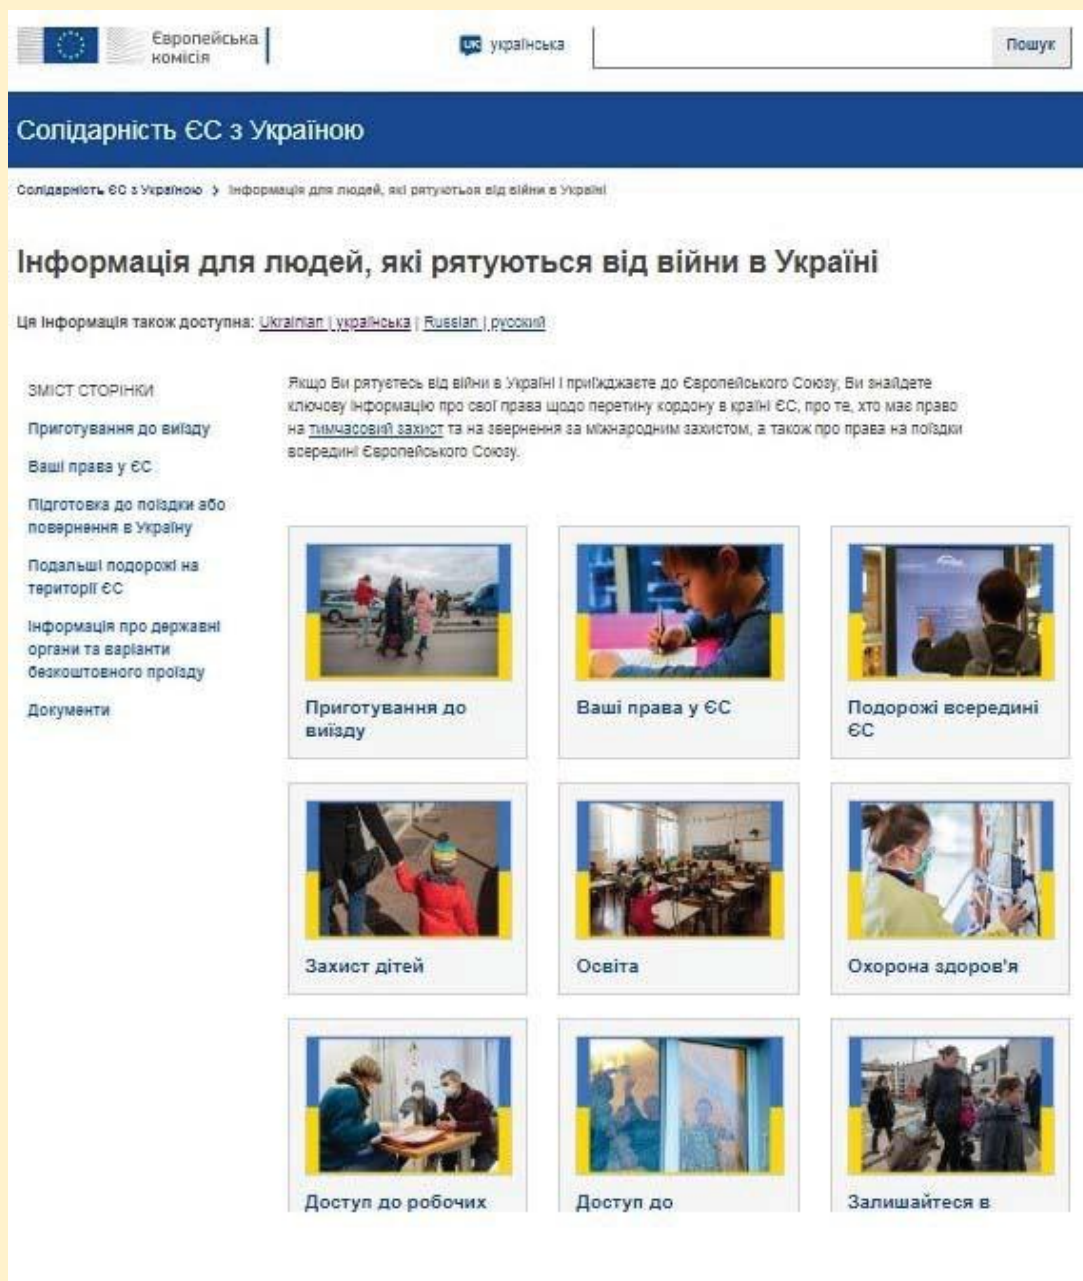 Європейська
комісія
UK українська
Пошук
Солідарність ЄС з Україною
Солідарність ЄС з Україною > Інформація для людей, які рятуються від війни в Україні
Інформація для людей, які рятуються від війни в Україні
Ця інформація також доступна: Ukrainian | українська | Russian | русский
ЗМІСТ СТОРІНКИ
Приготування до виїзду
Ваші права у ЄС
Підготовка до поїздки або
повернення в Україну
Подальші подорожі на
території ЄС
Інформація про державні
органи та варіанти
безкоштовного проїзду
Документи
Якщо Ви рятуєтесь від війни в Україні і приїжджаєте до Європейського Союзу, Ви знайдете
ключову інформацію про свої права щодо перетину кордону в країні ЄС, про те, хто має право
на тимчасовий захист та на звернення за міжнародним захистом, а також про права на поїздки
всередині Європейського Союзу.
Приготування до
виїзду
Ваші права у ЄС
Подорожі всередині
ЄС
Захист дітей
Освіта
Охорона здоров'я
Доступ до робочих
Доступ до
Залишайтеся в